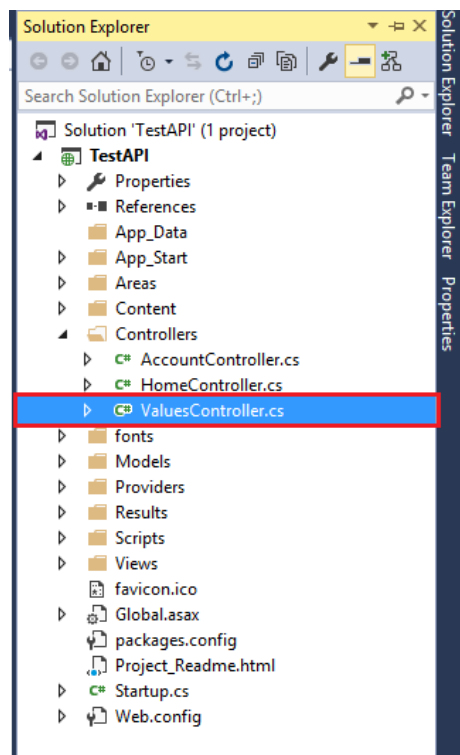 Solution Explorer
Search Solution Explorer (Ctrl+;)
Solution 'TestAPI' (1 project)
TestAPI
Properties
References
App_Data
App_Start
Areas
Content
Controllers
C# AccountController.cs
C# HomeController.cs
C# ValuesController.cs
fonts
Models
Providers
Results
Scripts
Views
favicon.ico
Global.asax
packages.config
Project_Readme.html
C# Startup.cs
Web.config
Solution Explorer
Team Explorer
Properties